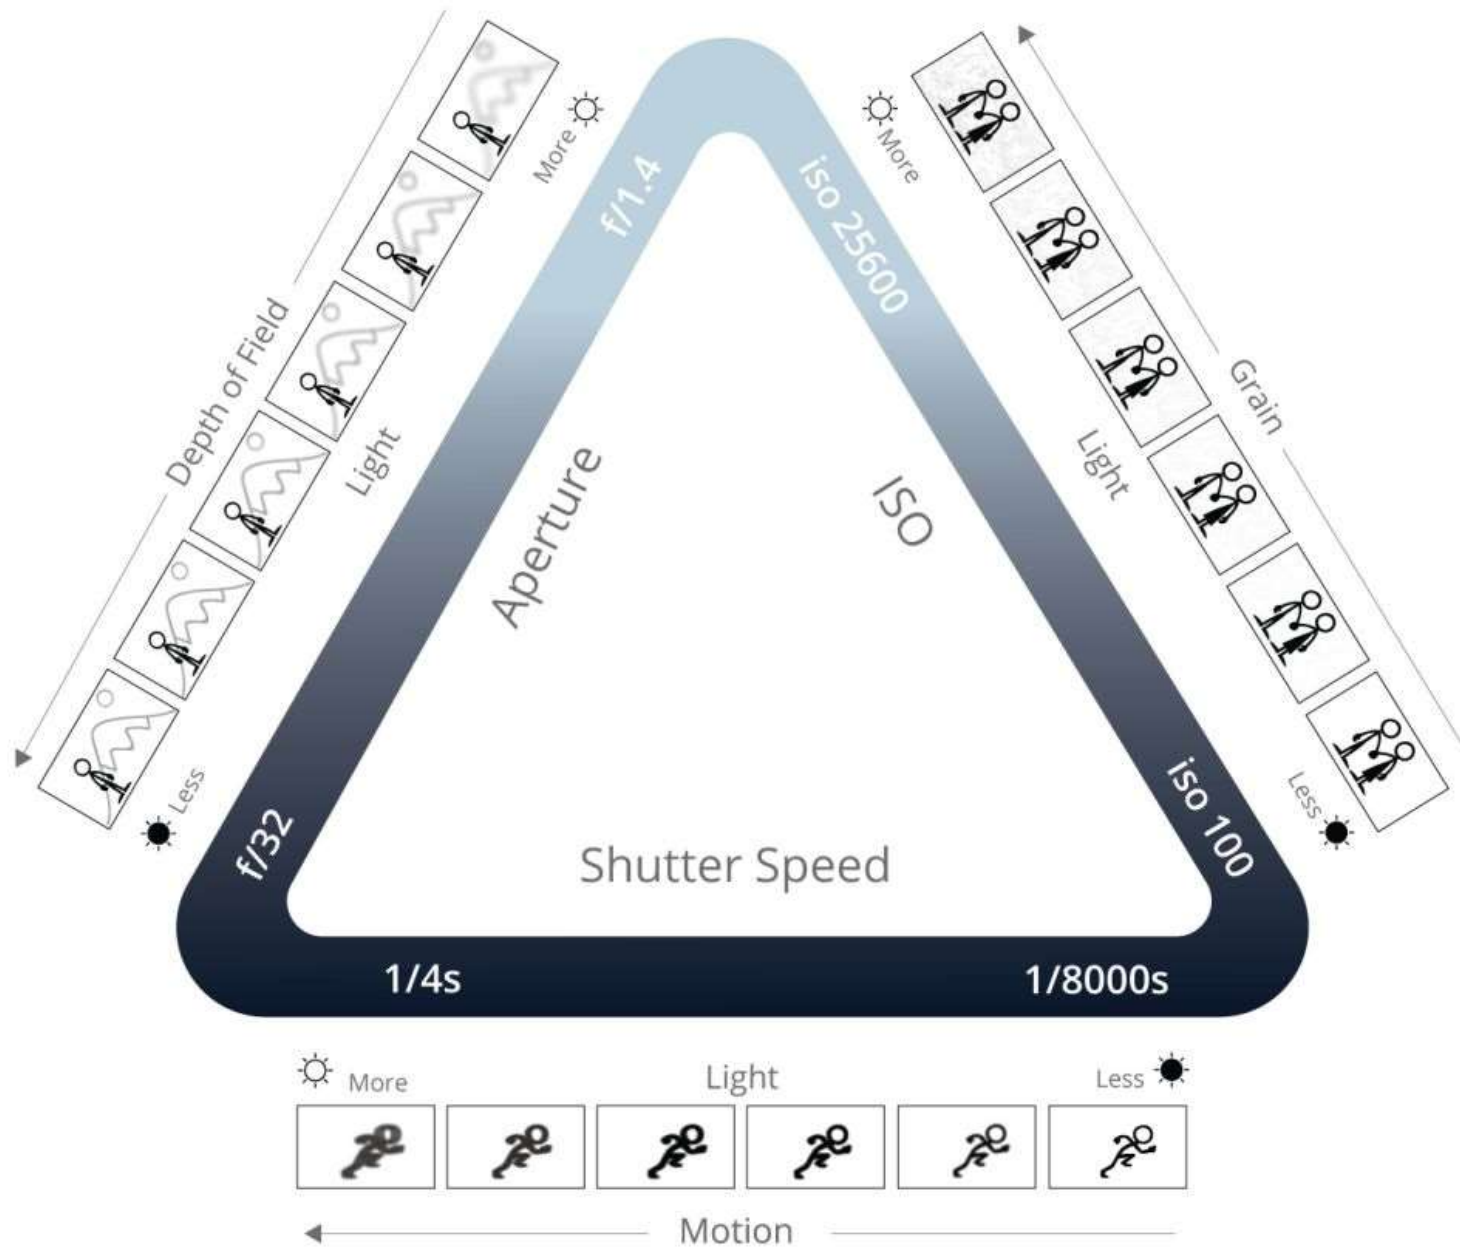 More
f/1.4
Depth of Field
Light
Aperture
Less
f/32
More
iso 25600
Grain
Light
ISO
iso 100
Less
Shutter Speed
1/4s
1/8000s
More
Light
Less
Motion